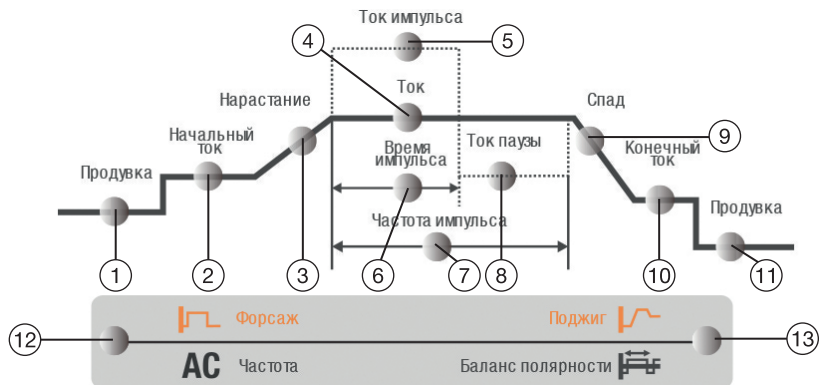 Ток импульса
4
5
Ток
Нарастание
Спад
Начальный
ток
Время
импульса
Ток паузы
9
Конечный
ток
Продувка
Продувка
Частота импульса
1
2
3
6
7
8
10
11
Форсаж
Поджиг
12
13
AC Частота
Баланс полярности